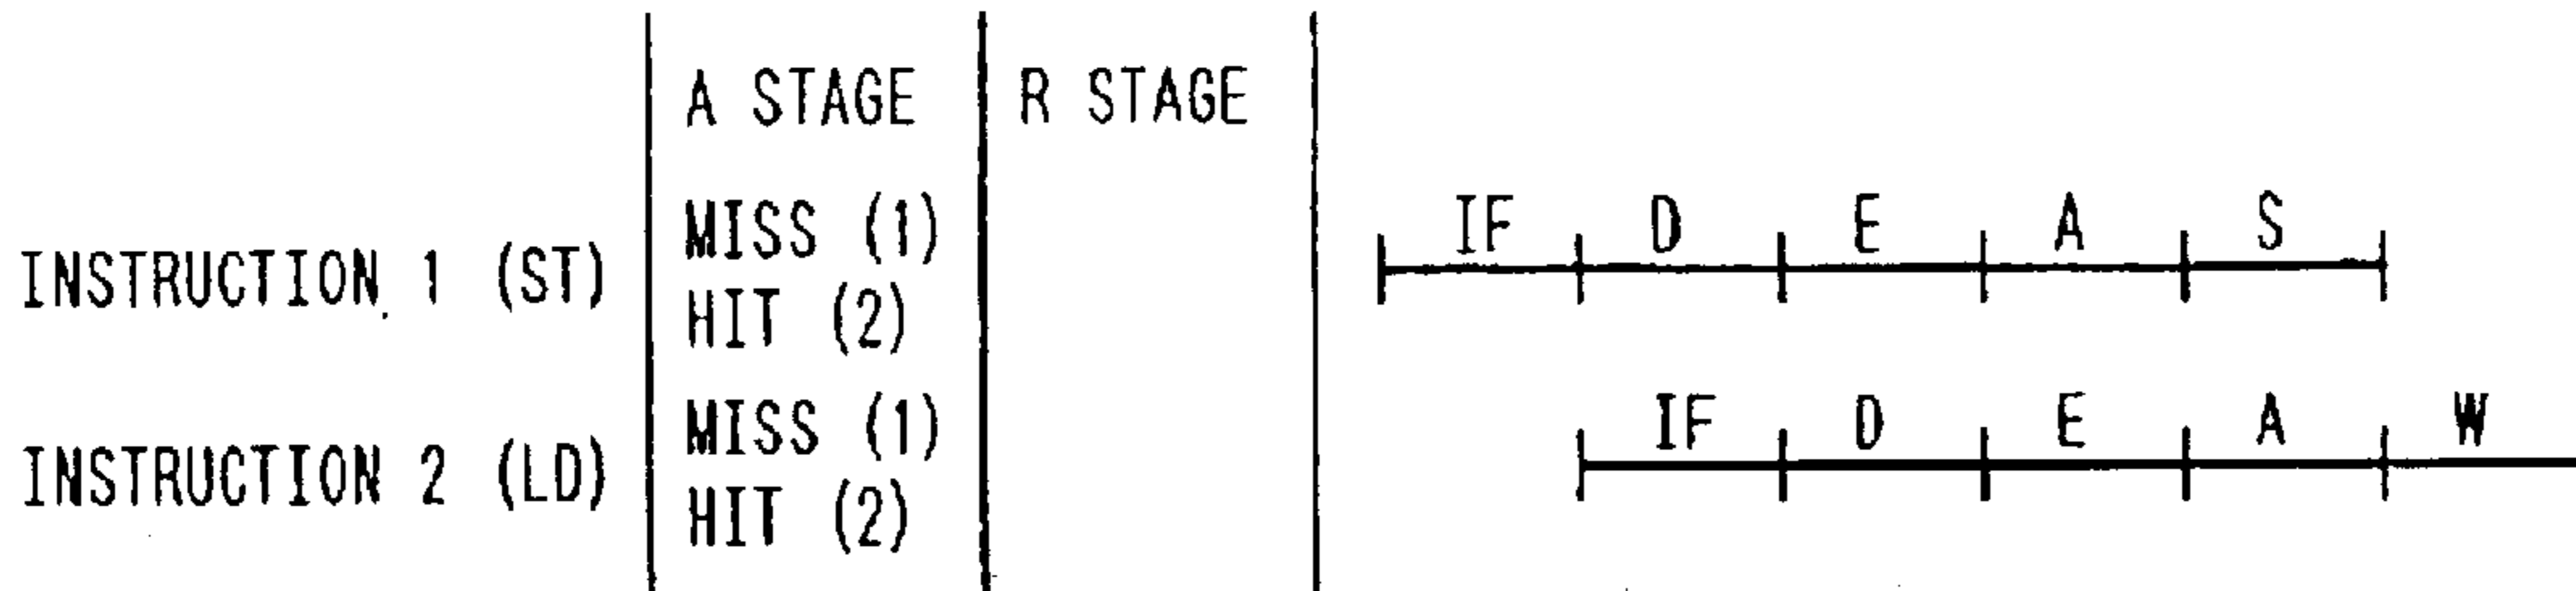 A STAGE R STAGE
MISS (1) IF D E A S
INSTRUCTION 1 (ST)
HIT (2)
MISS (1) IF D E A W
INSTRUCTION 2 (LD)
HIT (2)